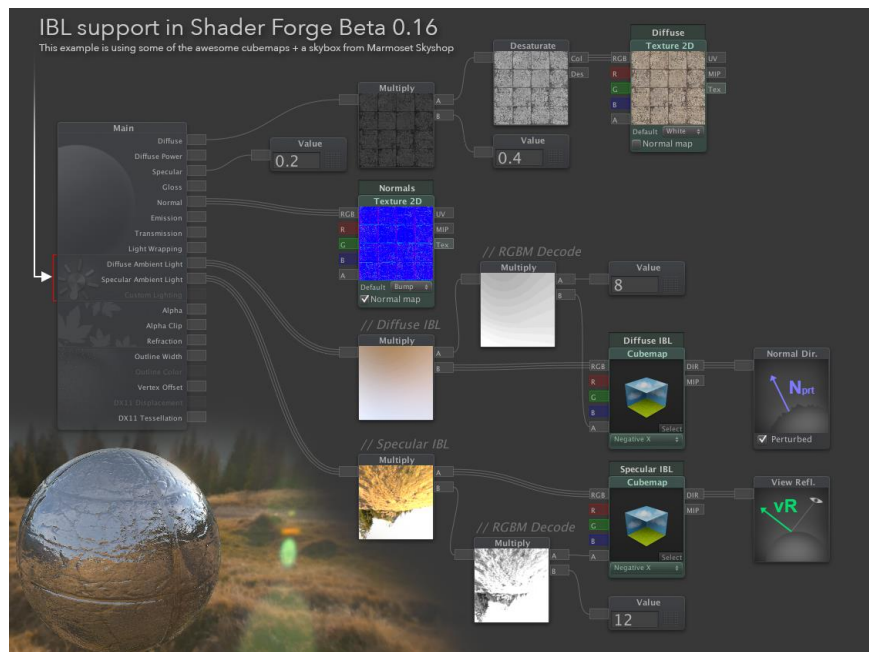 IBL support in Shader Forge Beta 0.16
This example is using some of the awesome cubemaps + a skybox from Marmoset Skyshop
Diffuse
Texture 2D
RGB
R
G
B
A
UV
MIP
Tex
Default White
Normal map
Desaturate
Col
Des
Multiply
A
B
Value
0.4
Value
0.2
Main
Diffuse
Diffuse Power
Specular
Gloss
Normal
Emission
Transmission
Light Wrapping
Diffuse Ambient Light
Specular Ambient Light
Custom Lighting
Alpha
Alpha Clip
Refraction
Outline Width
Outline Color
Vertex Offset
DX11 Displacement
DX11 Tessellation
Normals
Texture 2D
RGB
R
G
B
A
UV
MIP
Tex
Default Bump
Normal map
// RGBM Decode
Multiply
A
B
Value
8
// Diffuse IBL
Multiply
A
B
Diffuse IBL
Cubemap
RGB
R
G
B
A
DIR
MIP
Select
Negative X
Normal Dir.
Nprt
Perturbed
// Specular IBL
Multiply
A
B
Specular IBL
Cubemap
RGB
R
G
B
A
DIR
MIP
Select
Negative X
View Refl.
vR
// RGBM Decode
Multiply
A
B
Value
12